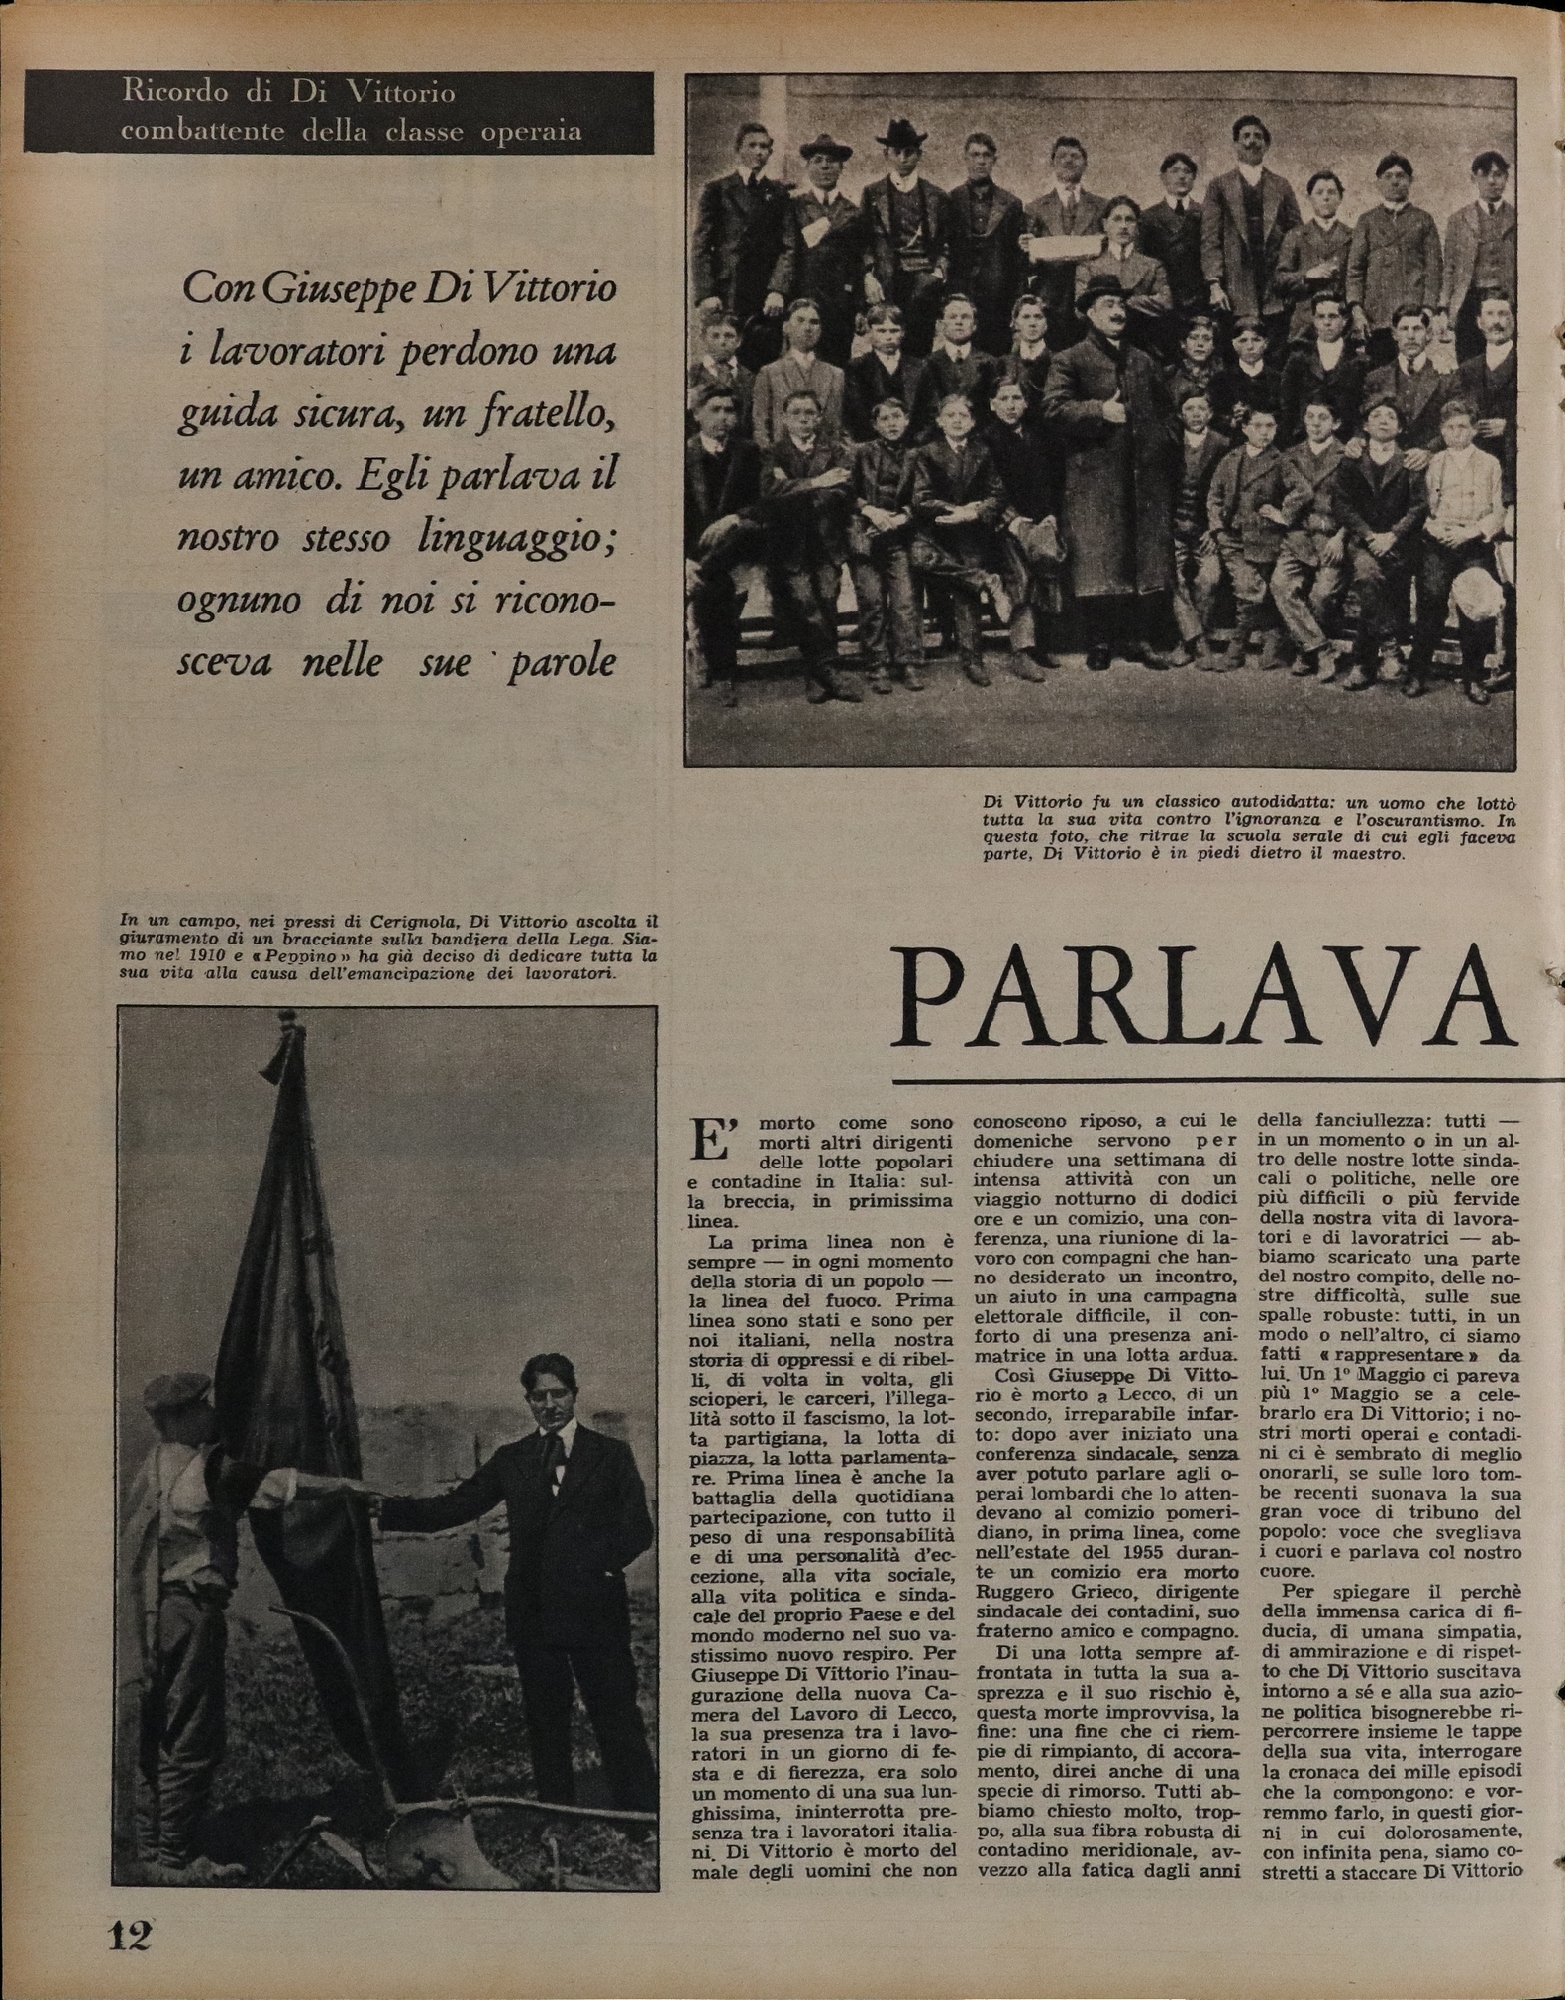 Ricordo di Di Vittorio
combattente della classe operaia
Con Giuseppe Di Vittorio
i lavoratori perdono una
guida sicura, un fratello,
un amico. Egli parlava il
nostro stesso linguaggio;
ognuno di noi si ricono-
sceva nelle sue parole
Di Vittorio fu un classico autodidatta: un uomo che lottò
tutta la sua vita contro l'ignoranza e l'oscurantismo. In
questa foto, che ritrae la scuola serale di cui egli faceva
parte, Di Vittorio è in piedi dietro il maestro.
In un campo, nei pressi di Cerignola, Di Vittorio ascolta il
giuramento di un bracciante sulla bandiera della Lega. Sia-
mo nel 1910 e «Peppino» ha già deciso di dedicare tutta la
sua vita alla causa dell'emancipazione dei lavoratori.
PARLAVA
E' morto come sono
morti altri dirigenti
delle lotte popolari
e contadine in Italia: sul-
la breccia, in primissima
linea.
La prima linea non è
sempre — in ogni momento
della storia di un popolo —
la linea del fuoco. Prima
linea sono stati e sono per
noi italiani, nella nostra
storia di oppressi e di ribel-
li, di volta in volta, gli
scioperi, le carceri, l'illega-
lità sotto il fascismo, la lot-
ta partigiana, la lotta di
piazza, la lotta parlamenta-
re. Prima linea è anche la
battaglia della quotidiana
partecipazione, con tutto il
peso di una responsabilità
e di una personalità d'ec-
cezione, alla vita sociale,
alla vita politica e sinda-
cale del proprio Paese e del
mondo moderno nel suo va-
stissimo nuovo respiro. Per
Giuseppe Di Vittorio l'inau-
gurazione della nuova Ca-
mera del Lavoro di Lecco,
la sua presenza tra i lavo-
ratori in un giorno di fe-
sta e di fierezza, era solo
un momento di una sua lun-
ghissima, ininterrotta pre-
senza tra i lavoratori italia-
ni. Di Vittorio è morto del
male degli uomini che non
conoscono riposo, a cui le
domeniche servono per
chiudere una settimana di
intensa attività con un
viaggio notturno di dodici
ore e un comizio, una con-
ferenza, una riunione di la-
voro con compagni che han-
no desiderato un incontro,
un aiuto in una campagna
elettorale difficile, il con-
forto di una presenza ani-
matrice in una lotta ardua.
Così Giuseppe Di Vitto-
rio è morto a Lecco, di un
secondo, irreparabile infar-
to: dopo aver iniziato una
conferenza sindacale, senza
aver potuto parlare agli o-
perai lombardi che lo atten-
devano al comizio pomeri-
diano, in prima linea, come
nell'estate del 1955 duran-
te un comizio era morto
Ruggero Grieco, dirigente
sindacale dei contadini, suo
fraterno amico e compagno.
Di una lotta sempre af-
frontata in tutta la sua a-
sprezza e il suo rischio è,
questa morte improvvisa, la
fine: una fine che ci riem-
pie di rimpianto, di accora-
mento, direi anche di una
specie di rimorso. Tutti ab-
biamo chiesto molto, trop-
po, alla sua fibra robusta di
contadino meridionale, av-
vezzo alla fatica dagli anni
della fanciullezza: tutti —
in un momento o in un al-
tro delle nostre lotte sinda-
cali o politiche, nelle ore
più difficili o più fervide
della nostra vita di lavora-
tori e di lavoratrici — ab-
biamo scaricato una parte
del nostro compito, delle no-
stre difficoltà, sulle sue
spalle robuste: tutti, in un
modo o nell'altro, ci siamo
fatti «rappresentare» da
lui. Un 1° Maggio ci pareva
più 1° Maggio se a cele-
brarlo era Di Vittorio; i no-
stri morti operai e contadi-
ni ci è sembrato di meglio
onorarli, se sulle loro tom-
be recenti suonava la sua
gran voce di tribuno del
popolo: voce che svegliava
i cuori e parlava col nostro
cuore.
Per spiegare il perchè
della immensa carica di fi-
ducia, di umana simpatia,
di ammirazione e di rispet-
to che Di Vittorio suscitava
intorno a sé e alla sua azio-
ne politica bisognerebbe ri-
percorrere insieme le tappe
della sua vita, interrogare
la cronaca dei mille episodi
che la compongono: e vor-
remmo farlo, in questi gior-
ni in cui dolorosamente,
con infinita pena, siamo co-
stretti a staccare Di Vittorio
12